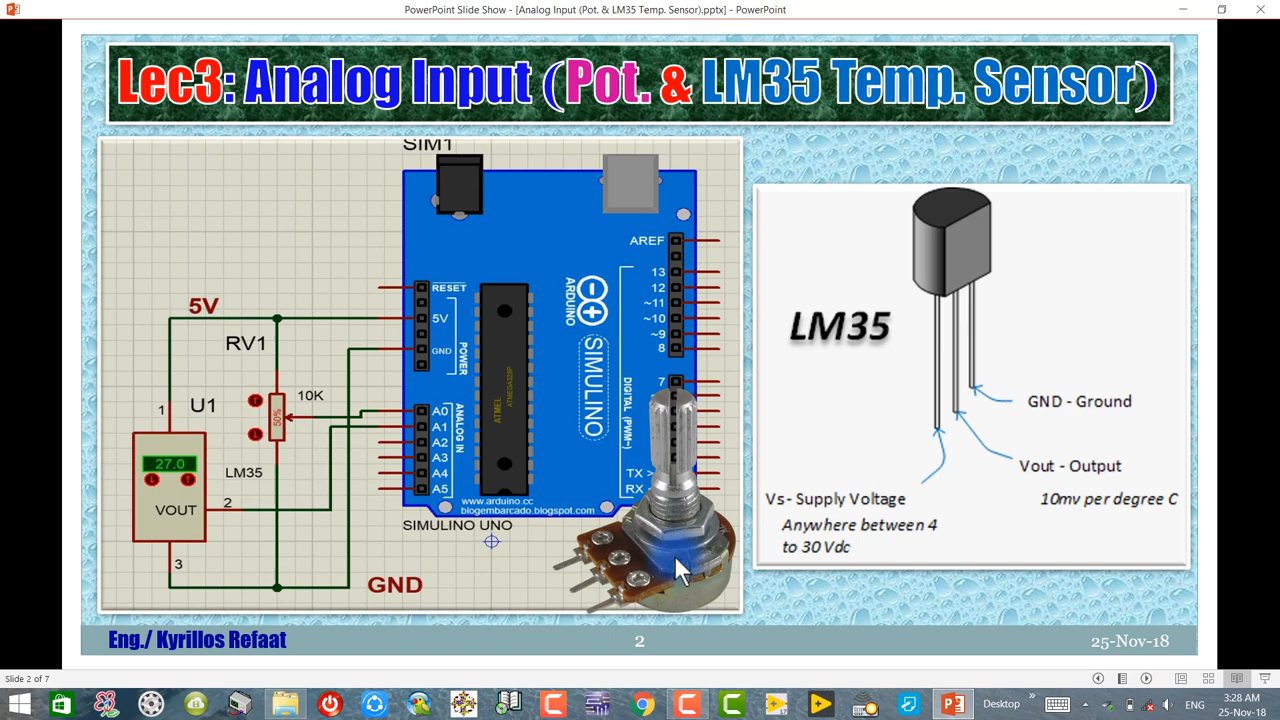 PowerPoint Slide Show - [Analog Input (Pot. & LM35 Temp. Sensor).pptx] - PowerPoint
Lec3: Analog Input (Pot. & LM35 Temp. Sensor)
SIM1
AREF
13
12
~11
~10
~9
8
7
RESET
5V
GND
POWER
A0
A1
A2
A3
A4
A5
ANALOG IN
ATMEL
ATMEGA328P
ARDUINO
SIMULINO
DIGITAL (PWM~)
TX >
RX
www.arduino.cc
blogembarcado.blogspot.com
SIMULINO UNO
5V
RV1
10K
50%
U1
1
27.0
LM35
VOUT
2
3
GND
LM35
GND - Ground
Vout - Output
10mv per degree C
Vs- Supply Voltage
Anywhere between 4
to 30 Vdc
Eng./ Kyrillos Refaat
2
25-Nov-18
Slide 2 of 7
Desktop
ENG
3:28 AM
25-Nov-18